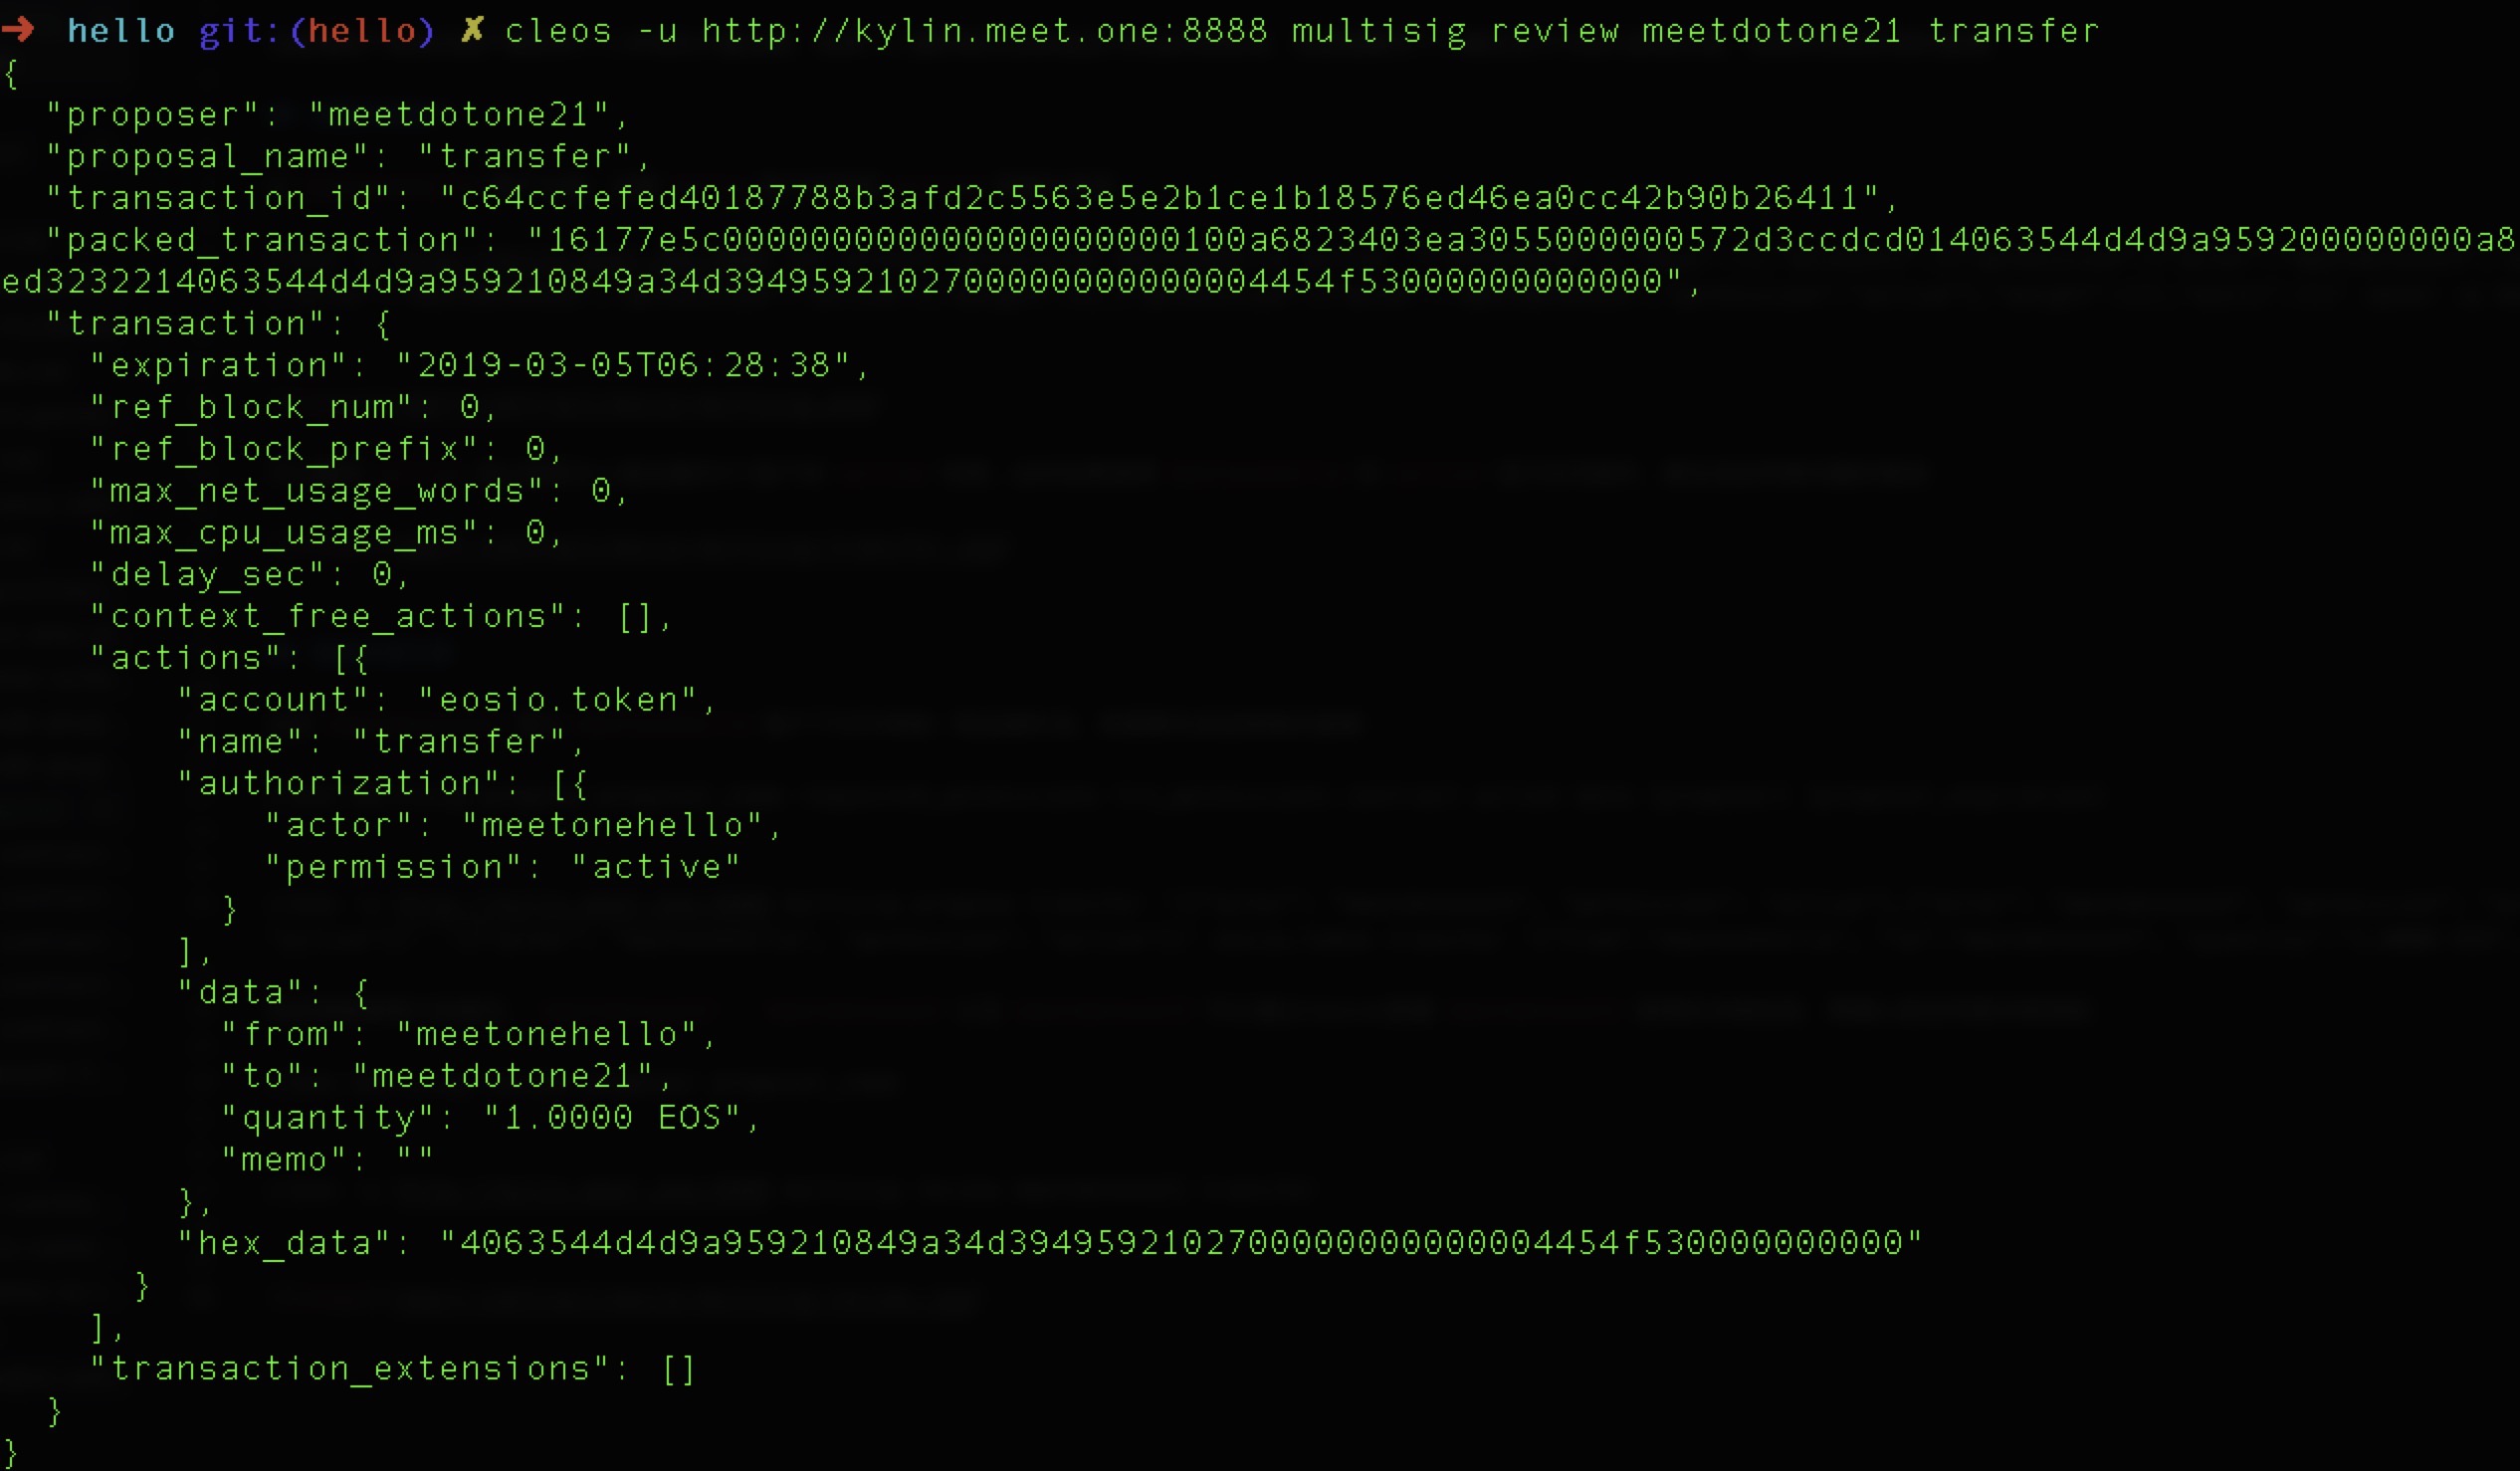 ➜  hello git:(hello) ✗ cleos -u http://kylin.meet.one:8888 multisig review meetdotone21 transfer
{
  "proposer": "meetdotone21",
  "proposal_name": "transfer",
  "transaction_id": "c64ccfefed40187788b3afd2c5563e5e2b1ce1b18576ed46ea0cc42b90b26411",
  "packed_transaction": "16177e5c000000000000000000000100a6823403ea3055000000572d3ccdcd014063544d4d9a959200000000a8
ed3232214063544d4d9a959210849a34d3949592102700000000000004454f53000000000000",
  "transaction": {
    "expiration": "2019-03-05T06:28:38",
    "ref_block_num": 0,
    "ref_block_prefix": 0,
    "max_net_usage_words": 0,
    "max_cpu_usage_ms": 0,
    "delay_sec": 0,
    "context_free_actions": [],
    "actions": [{
        "account": "eosio.token",
        "name": "transfer",
        "authorization": [{
            "actor": "meetonehello",
            "permission": "active"
          }
        ],
        "data": {
          "from": "meetonehello",
          "to": "meetdotone21",
          "quantity": "1.0000 EOS",
          "memo": ""
        },
        "hex_data": "4063544d4d9a959210849a34d3949592102700000000000004454f530000000000"
      }
    ],
    "transaction_extensions": []
  }
}